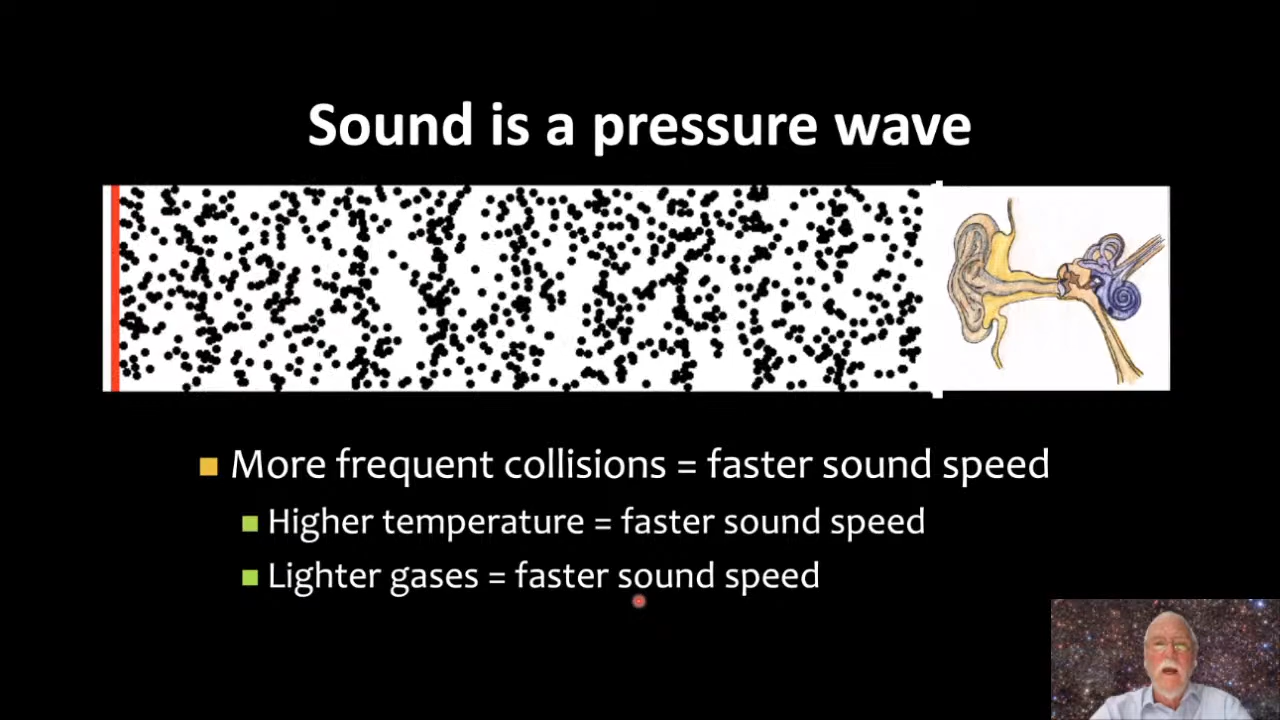 Sound is a pressure wave
More frequent collisions = faster sound speed
Higher temperature = faster sound speed
Lighter gases = faster sound speed